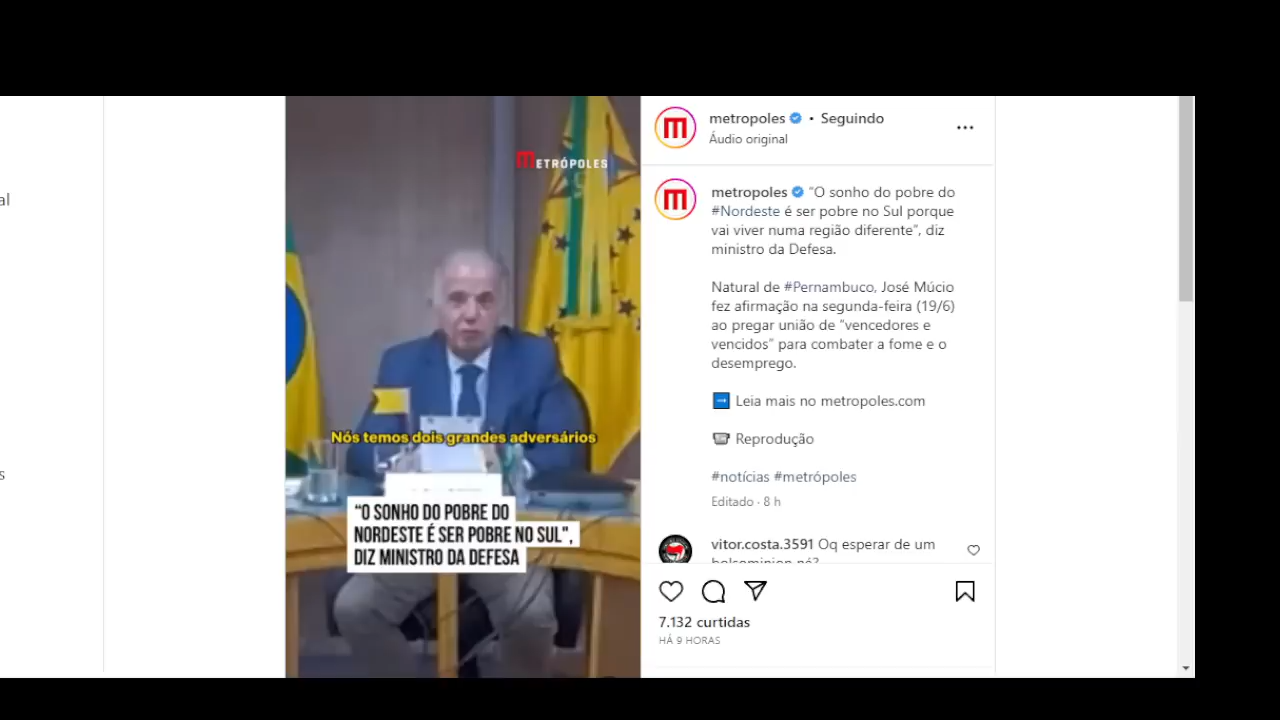 al
s
METRÓPOLES
Nós temos dois grandes adversários
“O SONHO DO POBRE DO
NORDESTE É SER POBRE NO SUL",
DIZ MINISTRO DA DEFESA
metropoles • Seguindo
Áudio original
metropoles “O sonho do pobre do
#Nordeste é ser pobre no Sul porque
vai viver numa região diferente”, diz
ministro da Defesa.
Natural de #Pernambuco, José Múcio
fez afirmação na segunda-feira (19/6)
ao pregar união de “vencedores e
vencidos” para combater a fome e o
desemprego.
Leia mais no metropoles.com
Reprodução
#notícias #metrópoles
Editado · 8 h
vitor.costa.3591 Oq esperar de um
bolsominion né?
7.132 curtidas
HÁ 9 HORAS